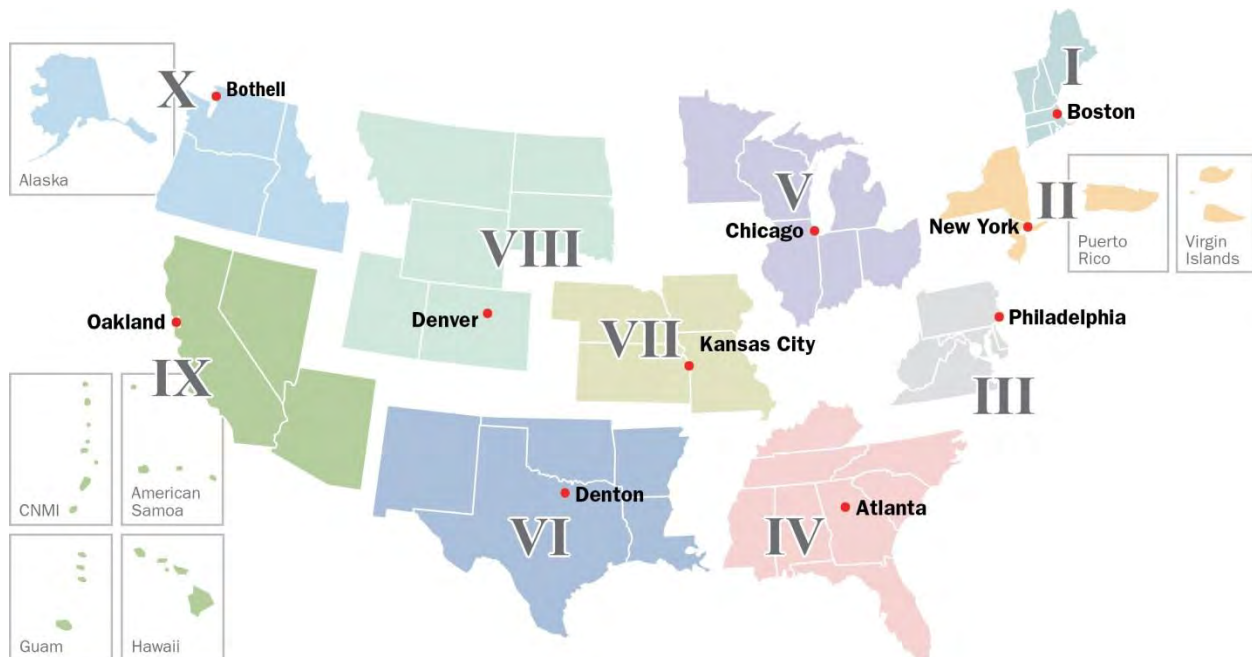 Alaska
X
Bothell
VIII
Denver
V
Chicago
I
Boston
II
New York
Puerto
Rico
Virgin
Islands
Philadelphia
III
Oakland
IX
VII
Kansas City
CNMI
American
Samoa
Guam
Hawaii
Denton
VI
IV
Atlanta